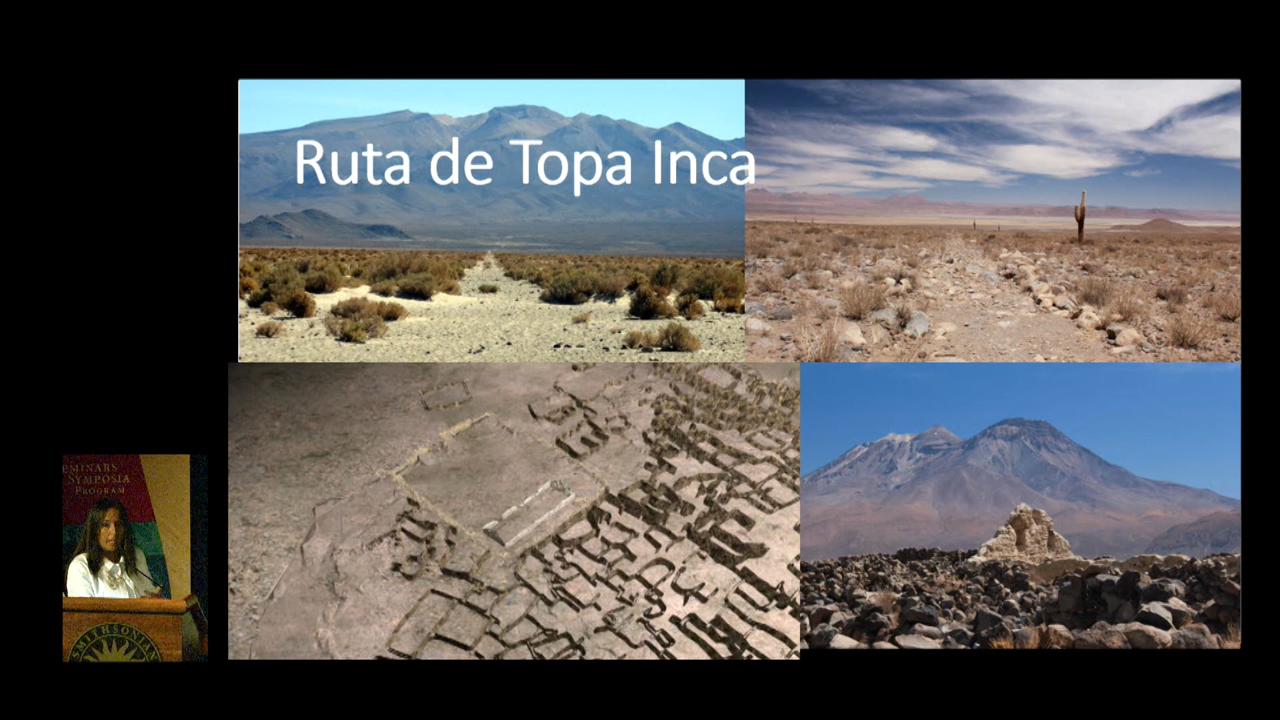 Ruta de Topa Inca
SEMINARS
SYMPOSIA
PROGRAM
SMITHSONIAN